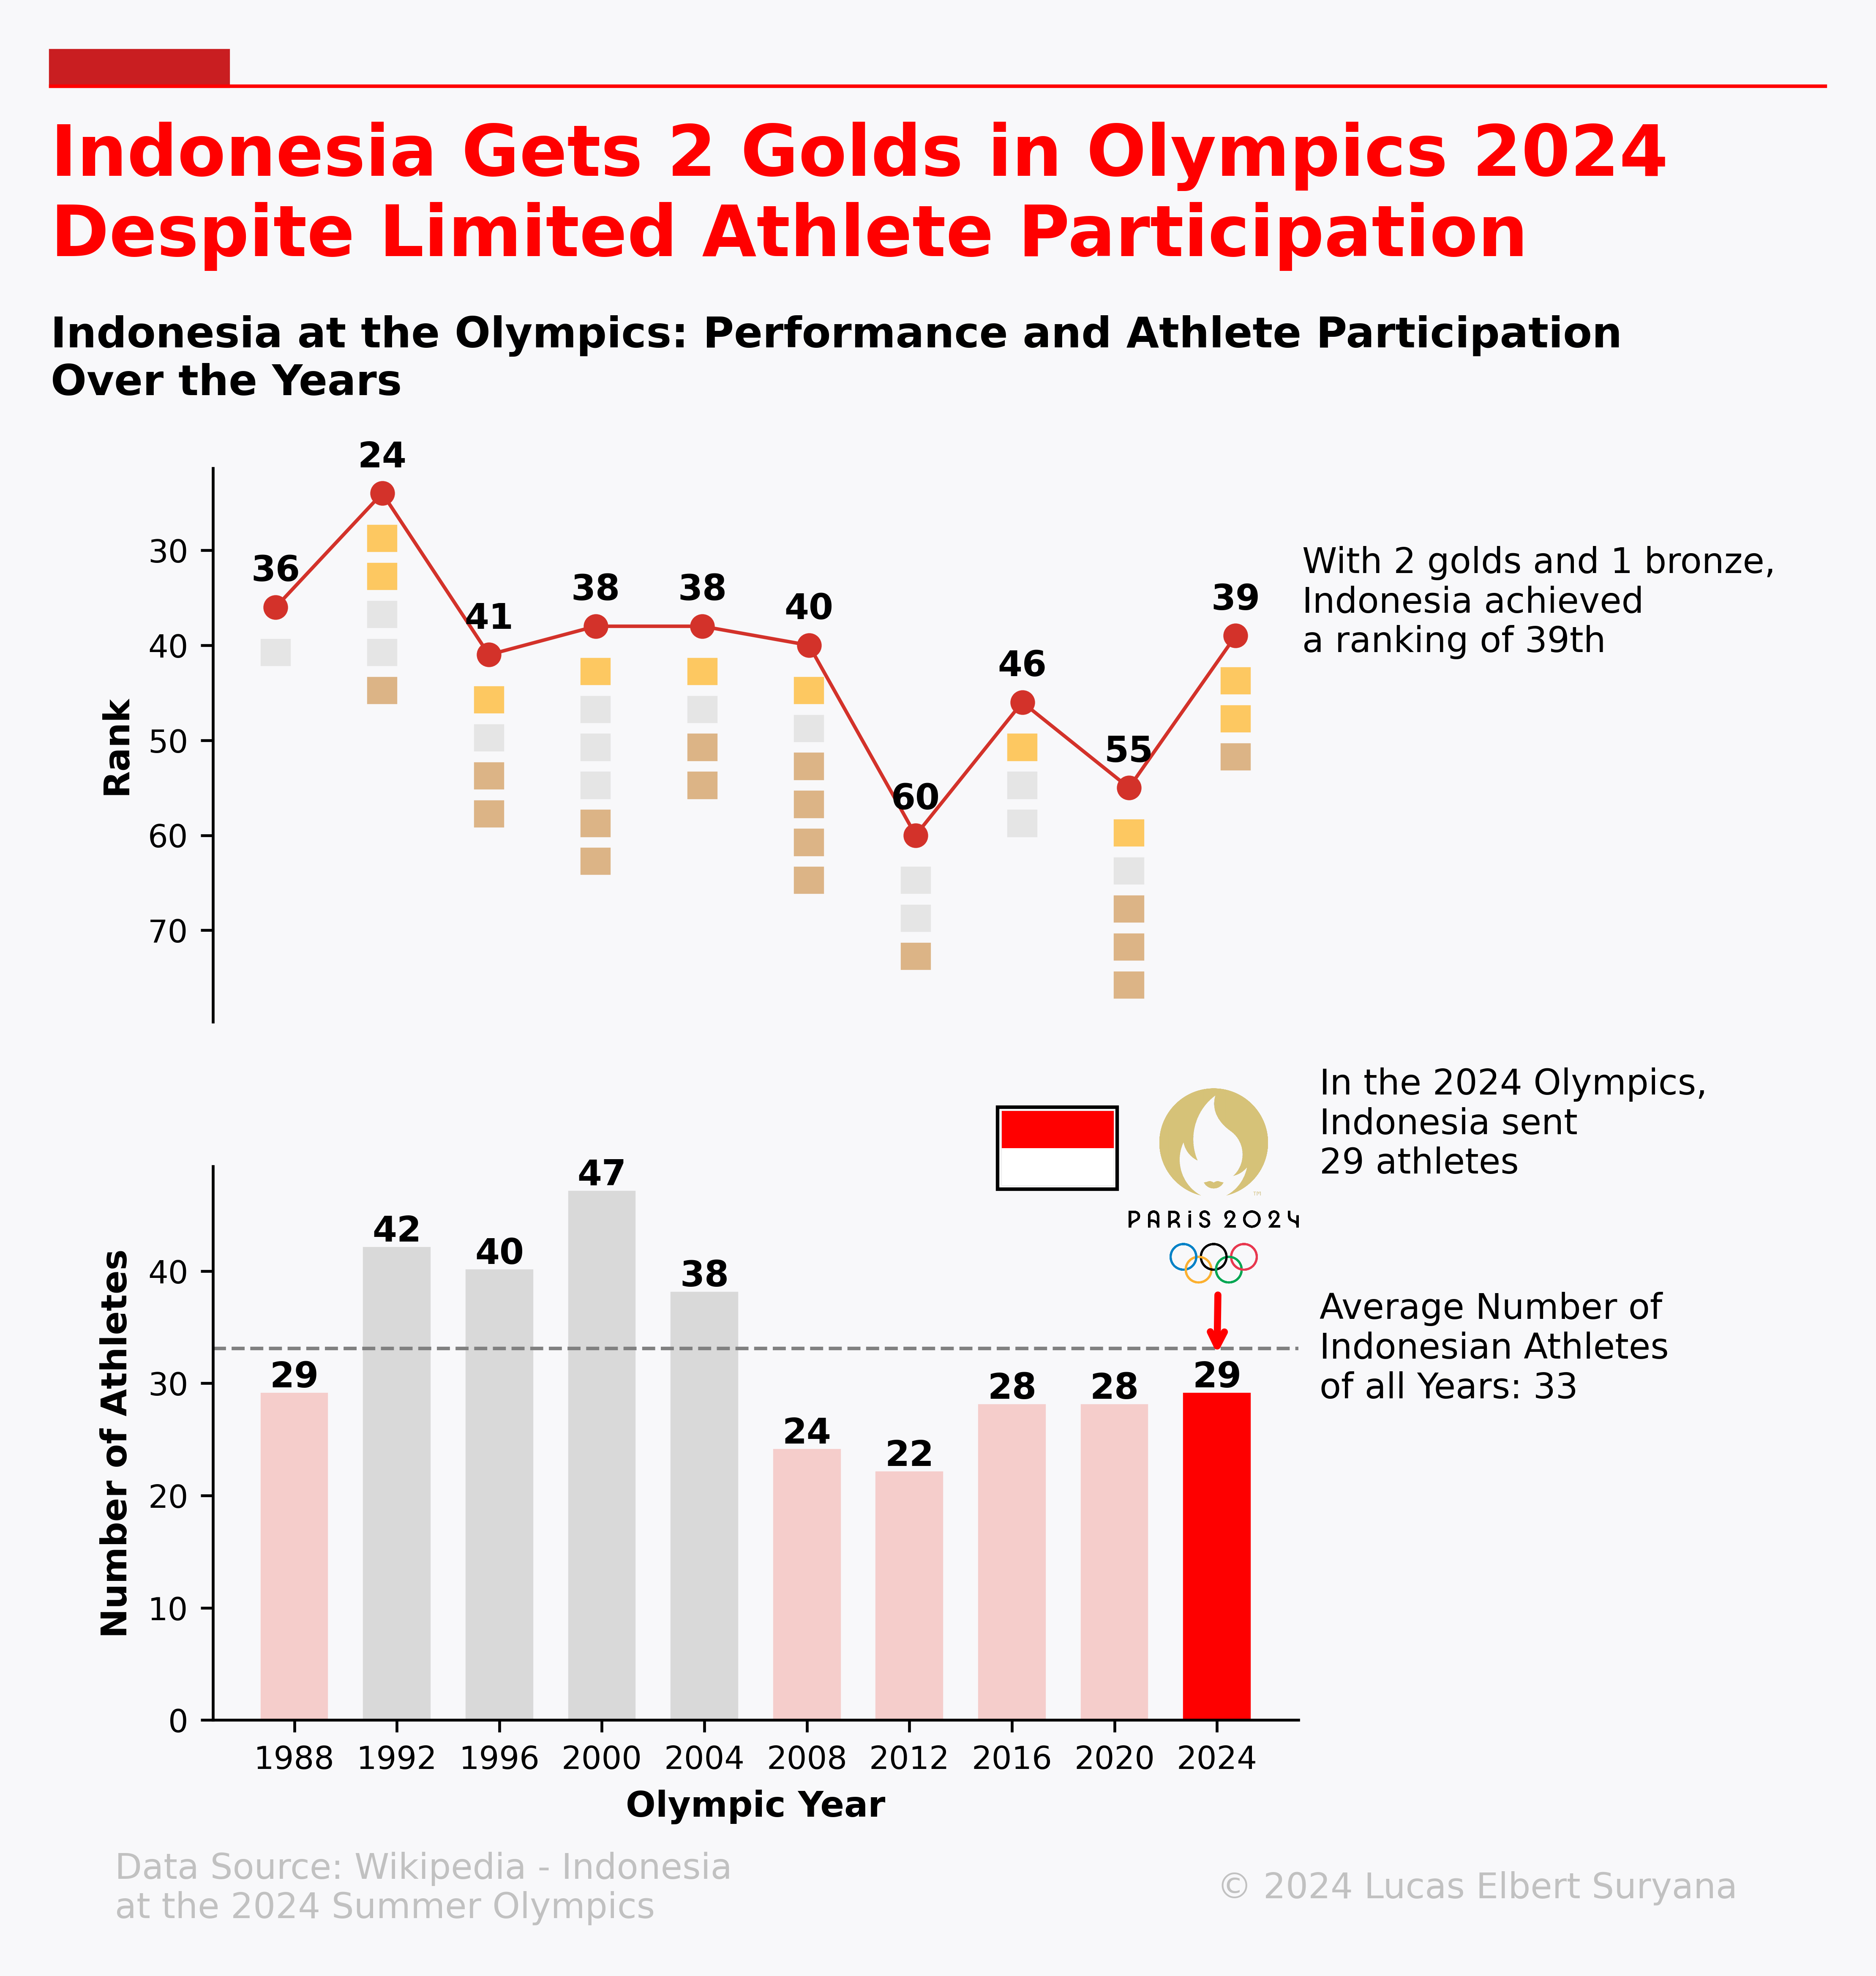 Indonesia Gets 2 Golds in Olympics 2024
Despite Limited Athlete Participation
Indonesia at the Olympics: Performance and Athlete Participation
Over the Years
24
36
41
38
38
40
60
46
55
39
30
40
50
60
70
Rank
With 2 golds and 1 bronze,
Indonesia achieved
a ranking of 39th
In the 2024 Olympics,
Indonesia sent
29 athletes
TM
PARiS 2024
Average Number of
Indonesian Athletes
of all Years: 33
29
42
40
47
38
24
22
28
28
29
40
30
20
10
0
Number of Athletes
1988 1992 1996 2000 2004 2008 2012 2016 2020 2024
Olympic Year
Data Source: Wikipedia - Indonesia
at the 2024 Summer Olympics
© 2024 Lucas Elbert Suryana